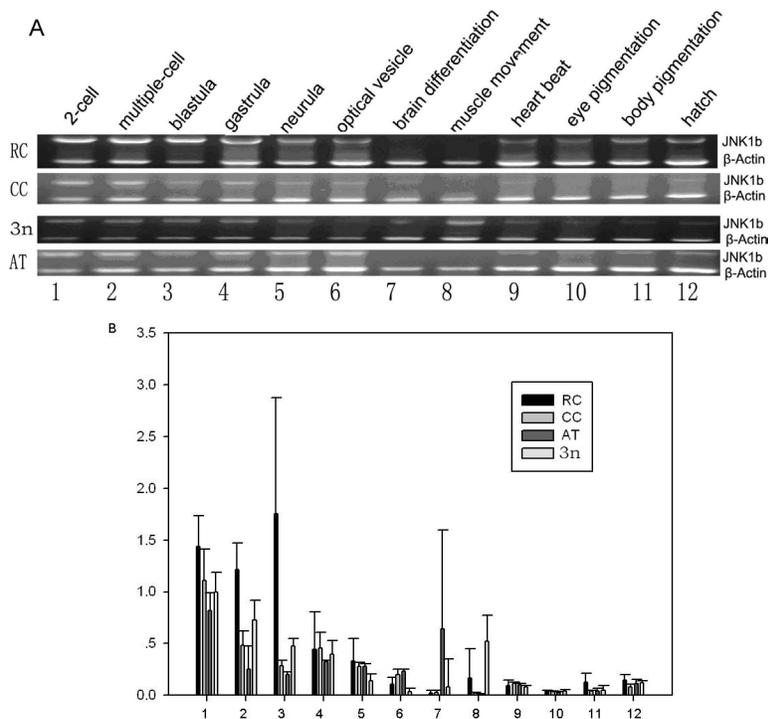 A
2-cell
multiple-cell
blastula
gastrula
neurula
optical vesicle
brain differentiation
muscle movement
heart beat
eye pigmentation
body pigmentation
hatch
RC
JNK1b
β-Actin
CC
JNK1b
β-Actin
3n
JNK1b
β-Actin
AT
JNK1b
β-Actin
1 2 3 4 5 6 7 8 9 10 11 12
B
3.5
3.0
2.5
2.0
1.5
1.0
.5
0.0
RC
CC
AT
3n
1 2 3 4 5 6 7 8 9 10 11 12